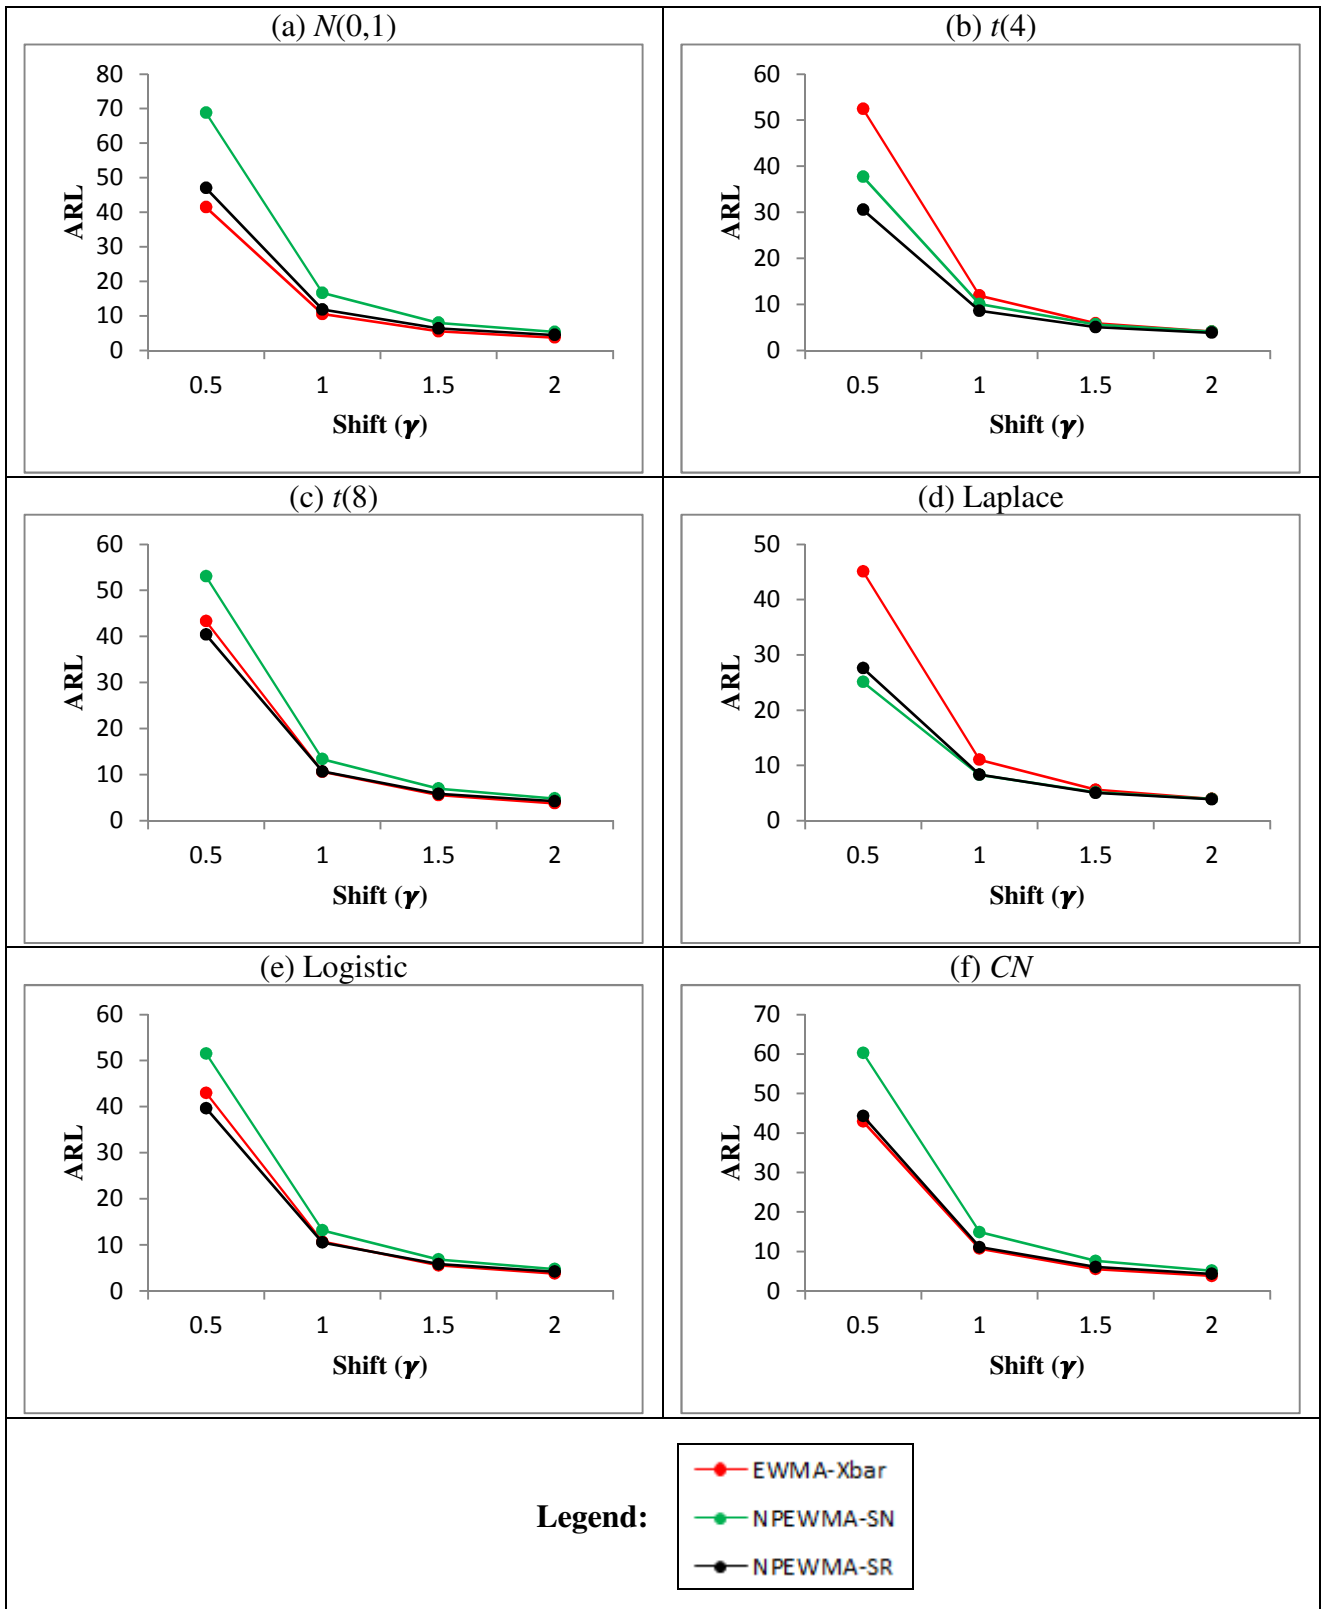 (a) N(0,1)
80
70
60
50
40
30
20
10
0
ARL
0.5 1 1.5 2
Shift (γ)
(b) t(4)
60
50
40
30
20
10
0
ARL
0.5 1 1.5 2
Shift (γ)
(c) t(8)
60
50
40
30
20
10
0
ARL
0.5 1 1.5 2
Shift (γ)
(d) Laplace
50
40
30
20
10
0
ARL
0.5 1 1.5 2
Shift (γ)
(e) Logistic
60
50
40
30
20
10
0
ARL
0.5 1 1.5 2
Shift (γ)
(f) CN
70
60
50
40
30
20
10
0
ARL
0.5 1 1.5 2
Shift (γ)
Legend:
EWMA-Xbar
NPEWMA-SN
NPEWMA-SR